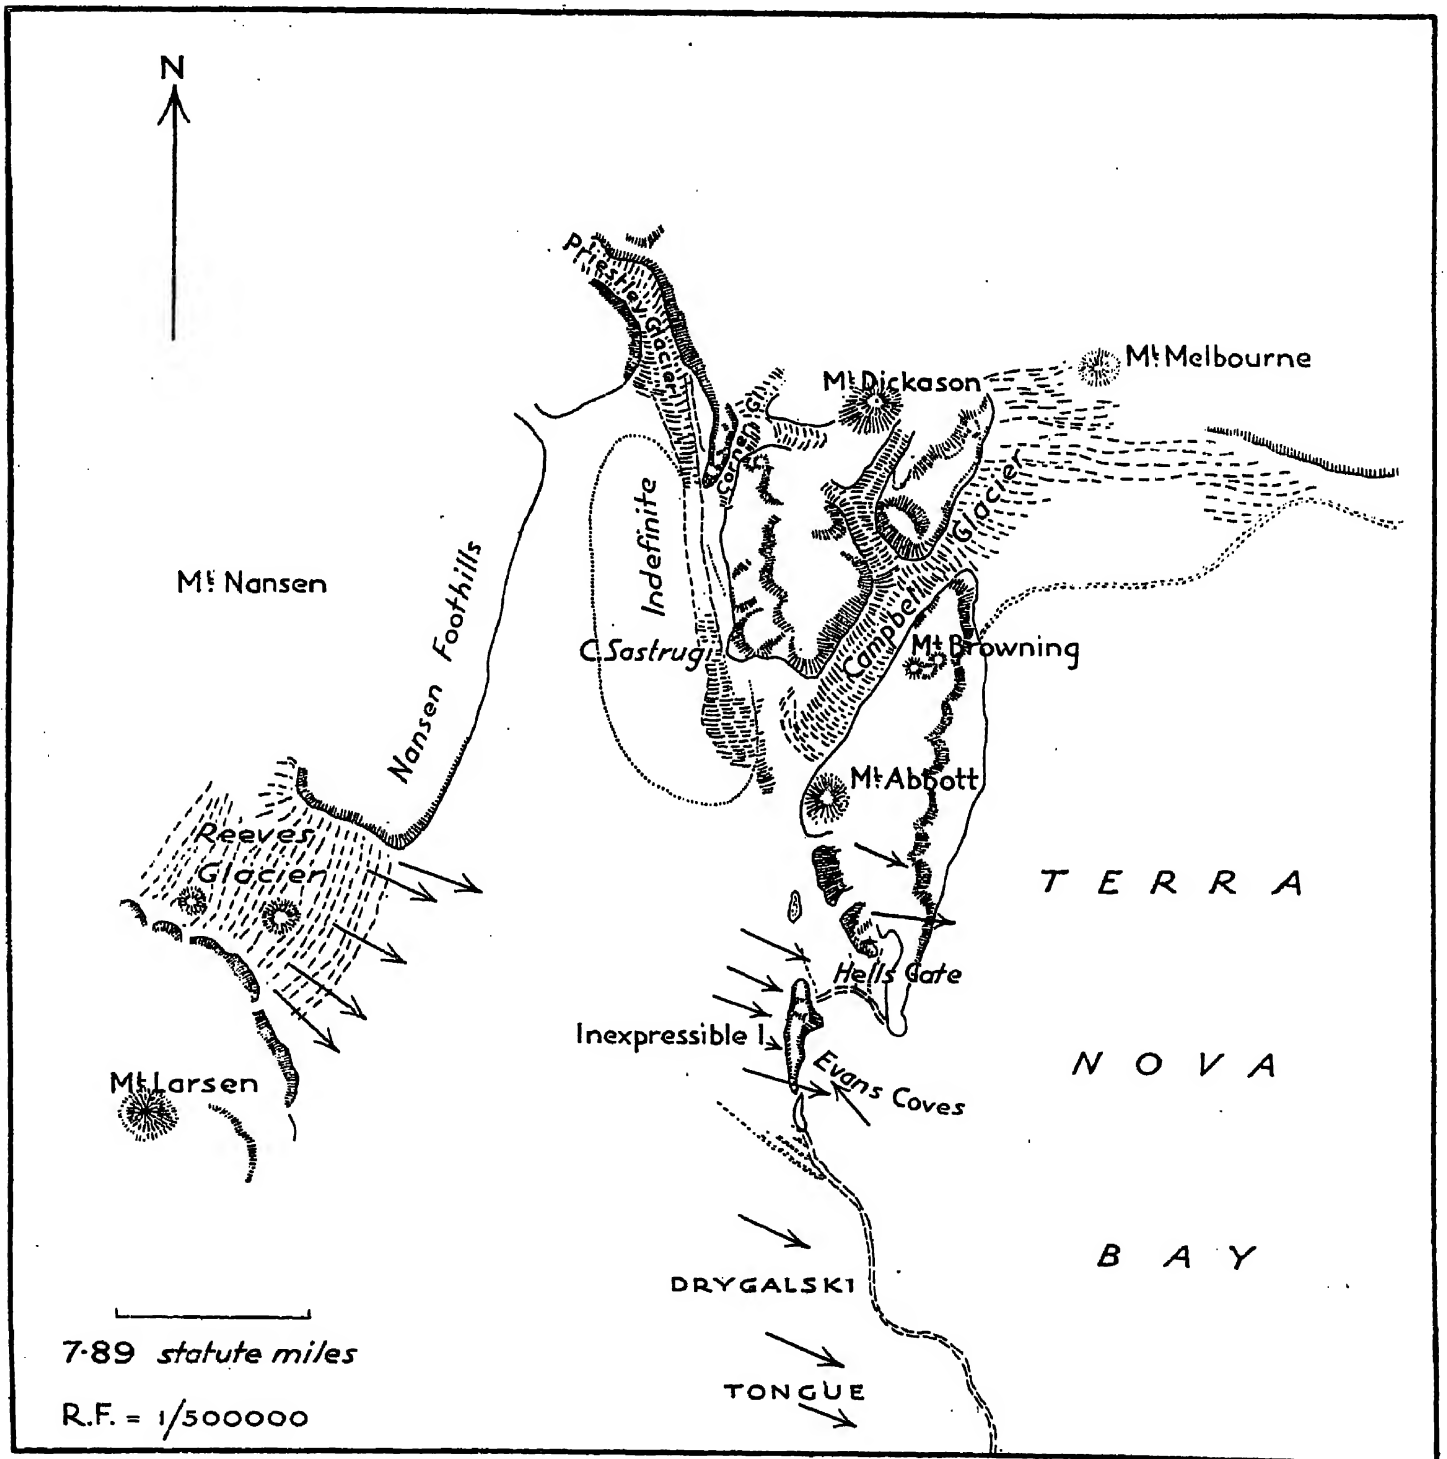 N
Priestley Glacier
Mt Melbourne
Mt Dickason
Corner Gl.
Campbell Glacier
Indefinite
Mt Nansen
Nansen Foothills
C. Sastrugi
Mt Browning
Mt Abbott
Reeves
Glacier
TERRA
Hells Gate
Inexpressible I.
NOVA
Evans Coves
Mt Larsen
BAY
DRYGALSKI
7·89 statute miles
TONGUE
R.F. = 1/500000